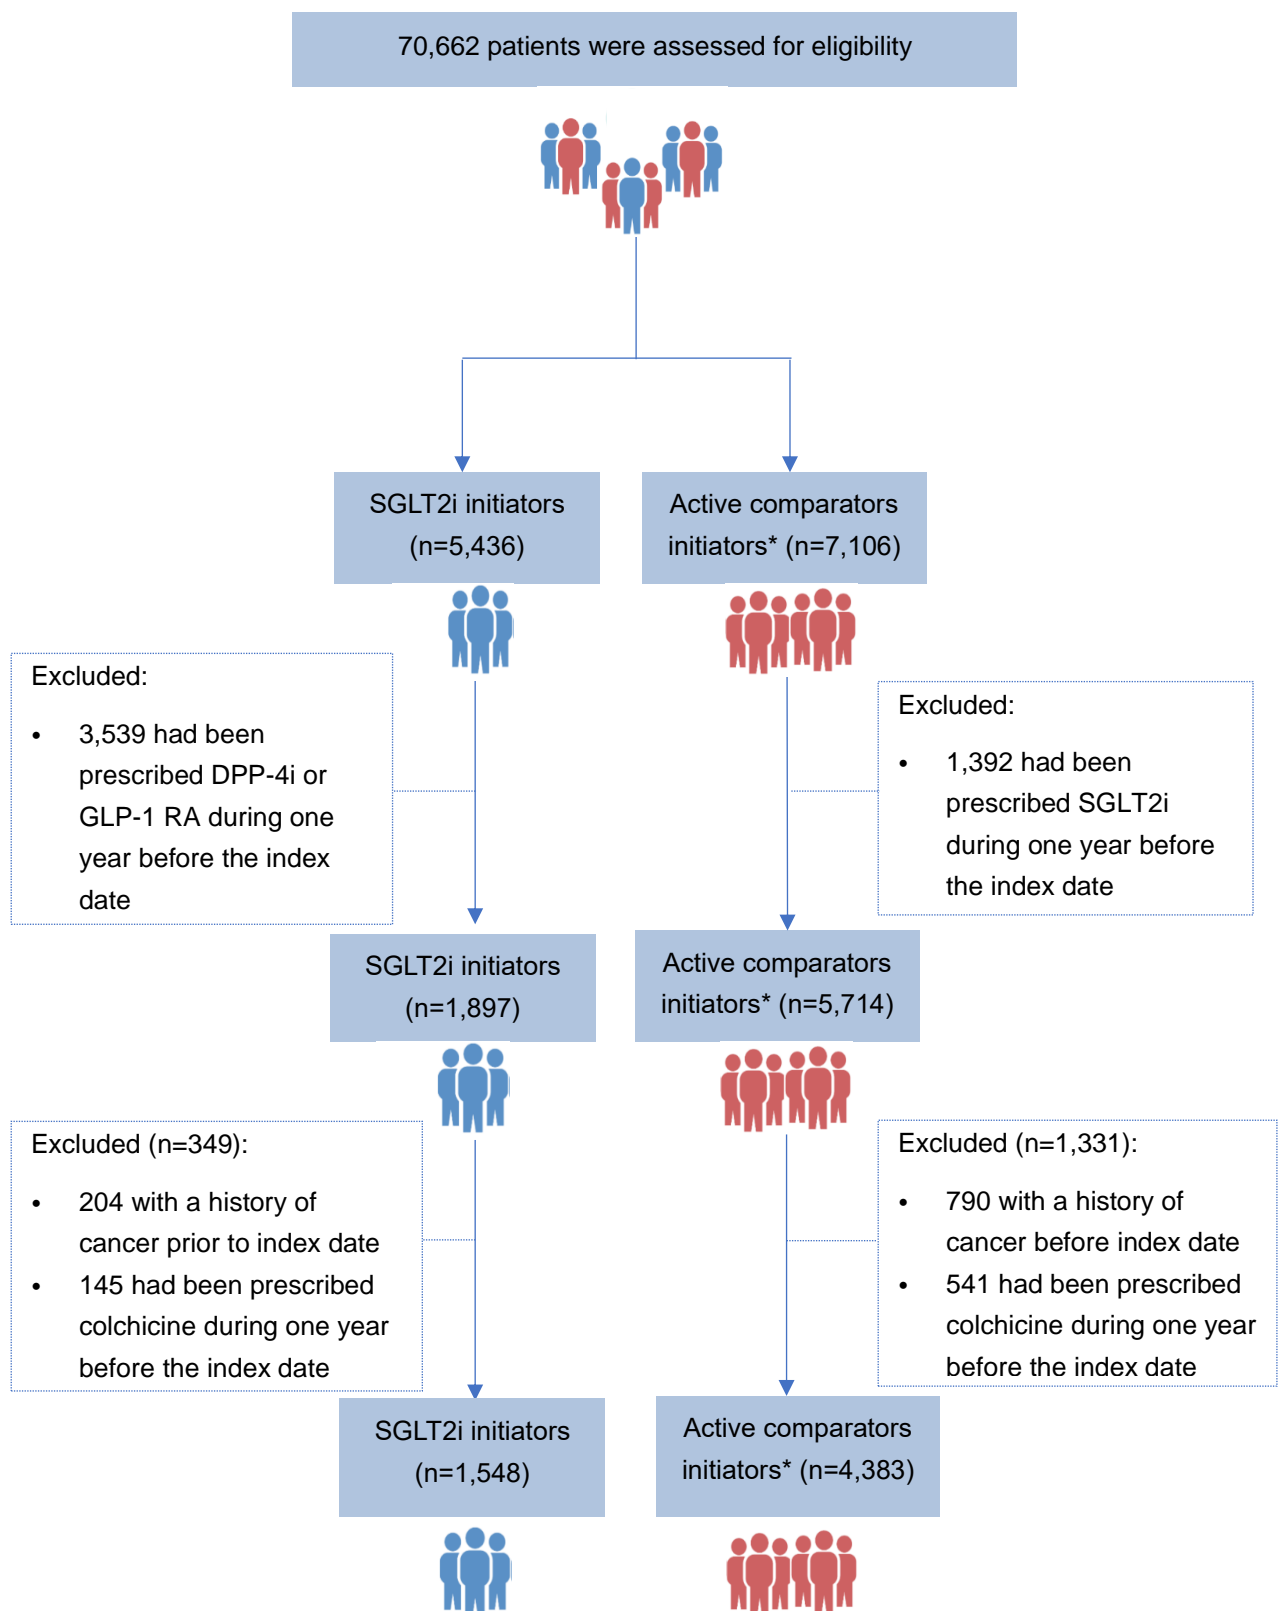 70,662 patients were assessed for eligibility
SGLT2i initiators
(n=5,436)
Active comparators
initiators* (n=7,106)
Excluded:
• 3,539 had been
prescribed DPP-4i or
GLP-1 RA during one
year before the index
date
Excluded:
• 1,392 had been
prescribed SGLT2i
during one year before
the index date
SGLT2i initiators
(n=1,897)
Active comparators
initiators* (n=5,714)
Excluded (n=349):
• 204 with a history of
cancer prior to index date
• 145 had been prescribed
colchicine during one year
before the index date
Excluded (n=1,331):
• 790 with a history of
cancer before index date
• 541 had been prescribed
colchicine during one year
before the index date
SGLT2i initiators
(n=1,548)
Active comparators
initiators* (n=4,383)